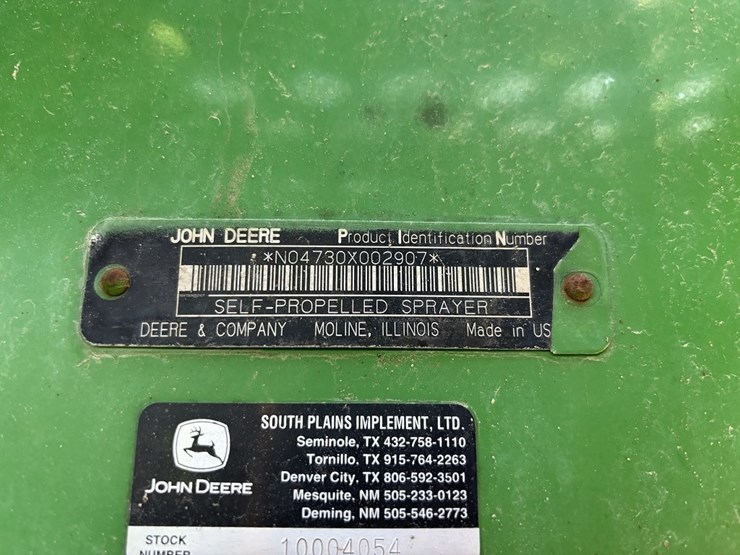 JOHN DEERE Product Identification Number
*N04730X002907*
SELF-PROPELLED SPRAYER
DEERE & COMPANY MOLINE, ILLINOIS Made in US
SOUTH PLAINS IMPLEMENT, LTD.
Seminole, TX 432-758-1110
Tornillo, TX 915-764-2263
Denver City, TX 806-592-3501
Mesquite, NM 505-233-0123
Deming, NM 505-546-2773
JOHN DEERE
STOCK
NUMBER 10004054